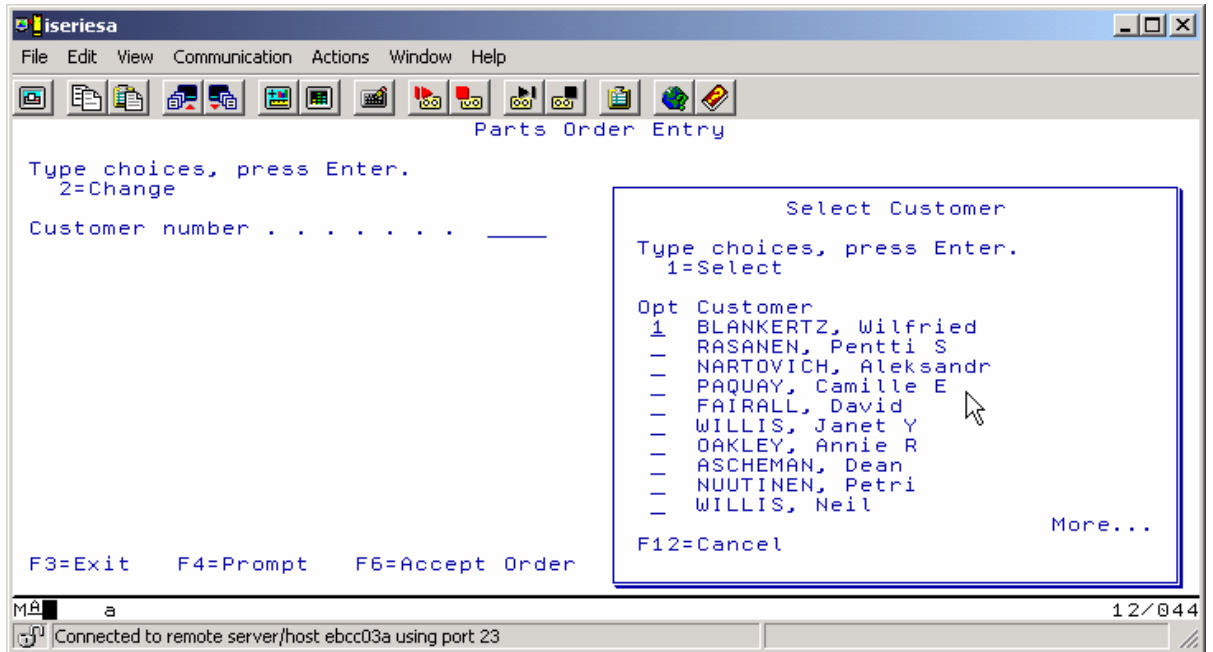 iseriesa
File Edit View Communication Actions Window Help
Parts Order Entry
Type choices, press Enter.
2=Change
Customer number . . . . . . . ____
Select Customer
Type choices, press Enter.
1=Select
Opt Customer
1 BLANKERTZ, Wilfried
_ RASANEN, Pentti S
_ NARTOVICH, Aleksandr
_ PAQUAY, Camille E
_ FAIRALL, David
_ WILLIS, Janet Y
_ OAKLEY, Annie R
_ ASCHEMAN, Dean
_ NUUTINEN, Petri
_ WILLIS, Neil
More...
F12=Cancel
F3=Exit F4=Prompt F6=Accept Order
MA a 12/044
Connected to remote server/host ebcc03a using port 23